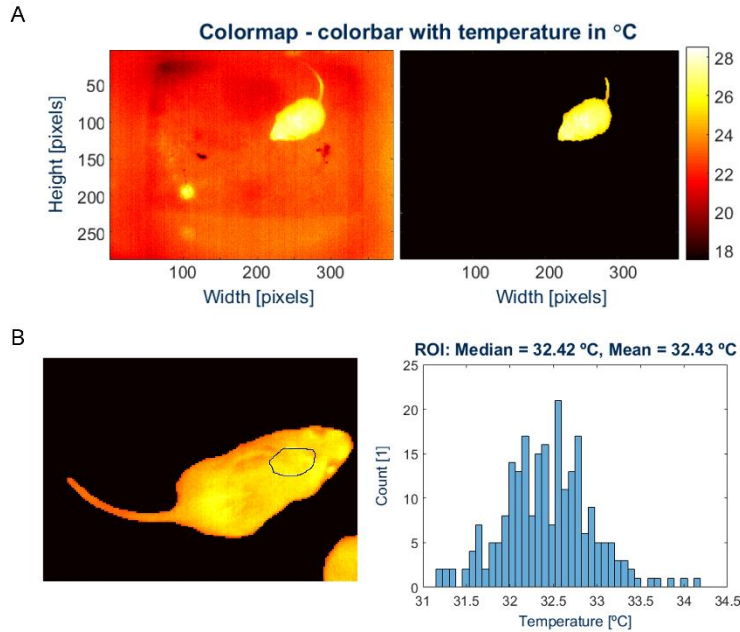 A
Colormap - colorbar with temperature in °C
Height [pixels]
50
100
150
200
250
100 200 300
Width [pixels]
100 200 300
Width [pixels]
28
26
24
22
20
18
B
ROI: Median = 32.42 ºC, Mean = 32.43 ºC
Count [1]
25
20
15
10
5
0
31 31.5 32 32.5 33 33.5 34 34.5
Temperature [ºC]